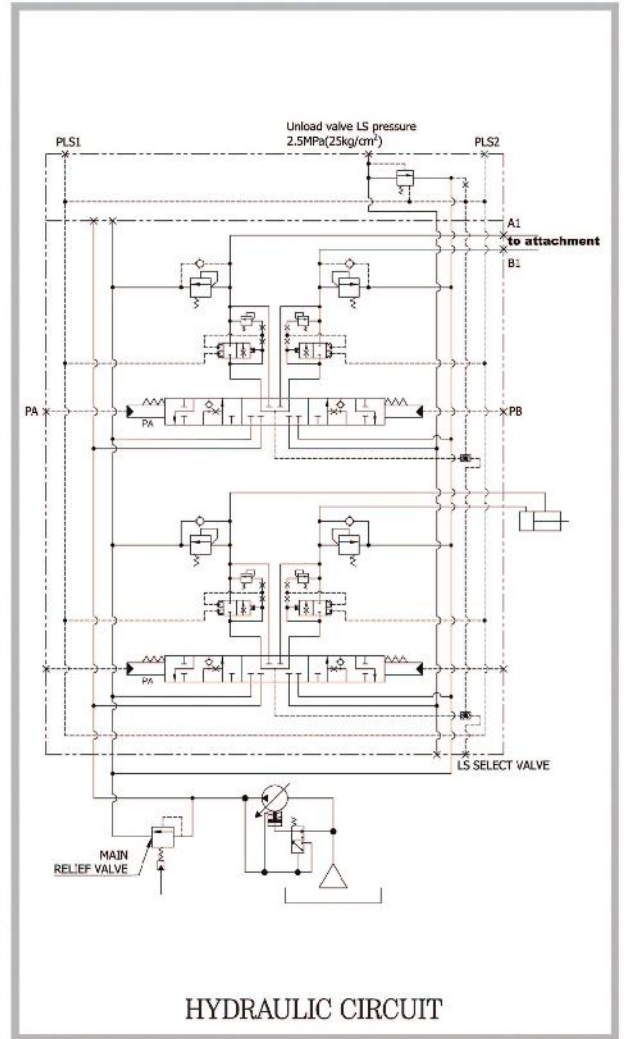 Unload valve LS pressure
2.5MPa(25kg/cm²)
PLS1
PLS2
A1
to attachment
B1
PA
PB
PA
PA
LS SELECT VALVE
MAIN
RELIEF VALVE
HYDRAULIC CIRCUIT